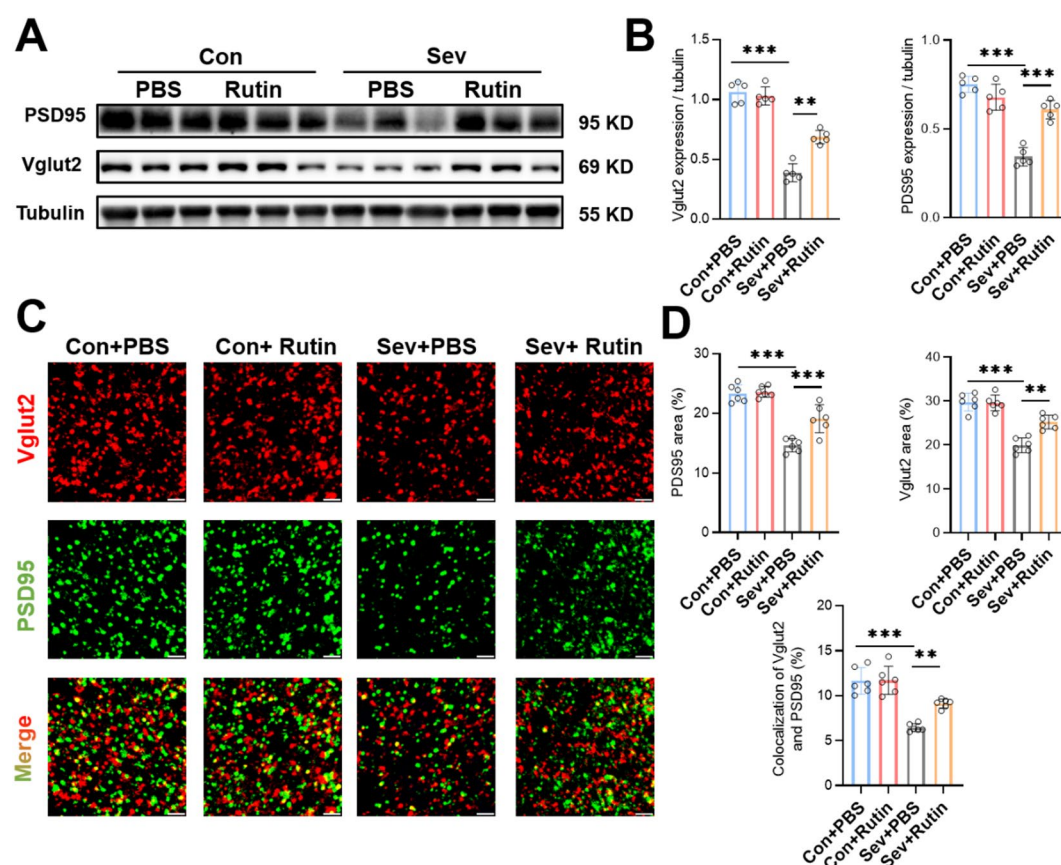 A
Con Sev
PBS Rutin PBS Rutin
PSD95 95 KD
Vglut2 69 KD
Tubulin 55 KD
B
Vglut2 expression / tubulin
1.5
1.0
0.5
0.0
***
**
Con+PBS
Con+Rutin
Sev+PBS
Sev+Rutin
PDS95 expression / tubulin
1.0
0.5
0.0
***
***
Con+PBS
Con+Rutin
Sev+PBS
Sev+Rutin
C
Con+PBS Con+ Rutin Sev+PBS Sev+ Rutin
Vglut2
PSD95
Merge
D
PDS95 area (%)
30
20
10
0
***
***
Con+PBS
Con+Rutin
Sev+PBS
Sev+Rutin
Vglut2 area (%)
40
30
20
10
0
***
**
Con+PBS
Con+Rutin
Sev+PBS
Sev+Rutin
Colocalization of Vglut2
and PSD95 (%)
20
15
10
5
0
***
**
Con+PBS
Con+Rutin
Sev+PBS
Sev+Rutin